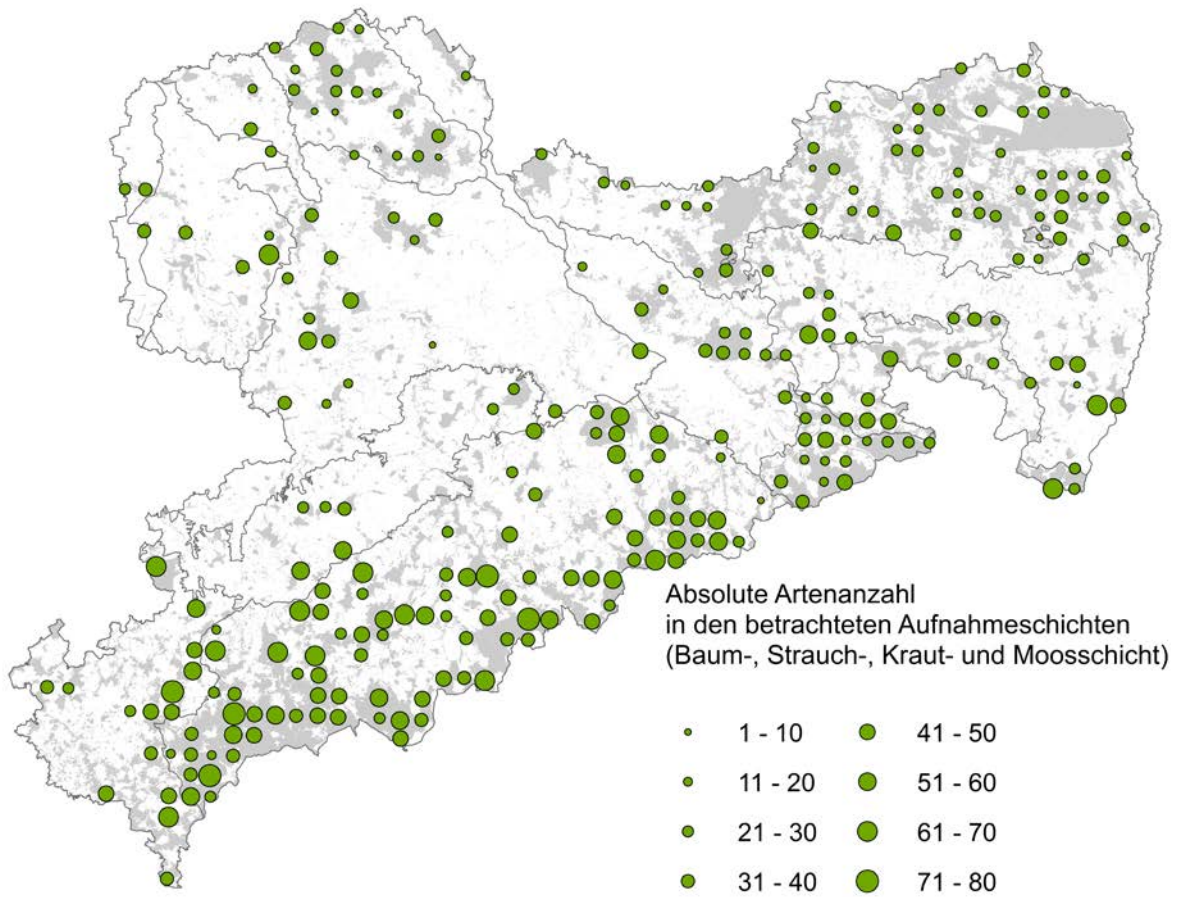 Absolute Artenanzahl
in den betrachteten Aufnahmeschichten
(Baum-, Strauch-, Kraut- und Moosschicht)
1 - 10
41 - 50
11 - 20
51 - 60
21 - 30
61 - 70
31 - 40
71 - 80